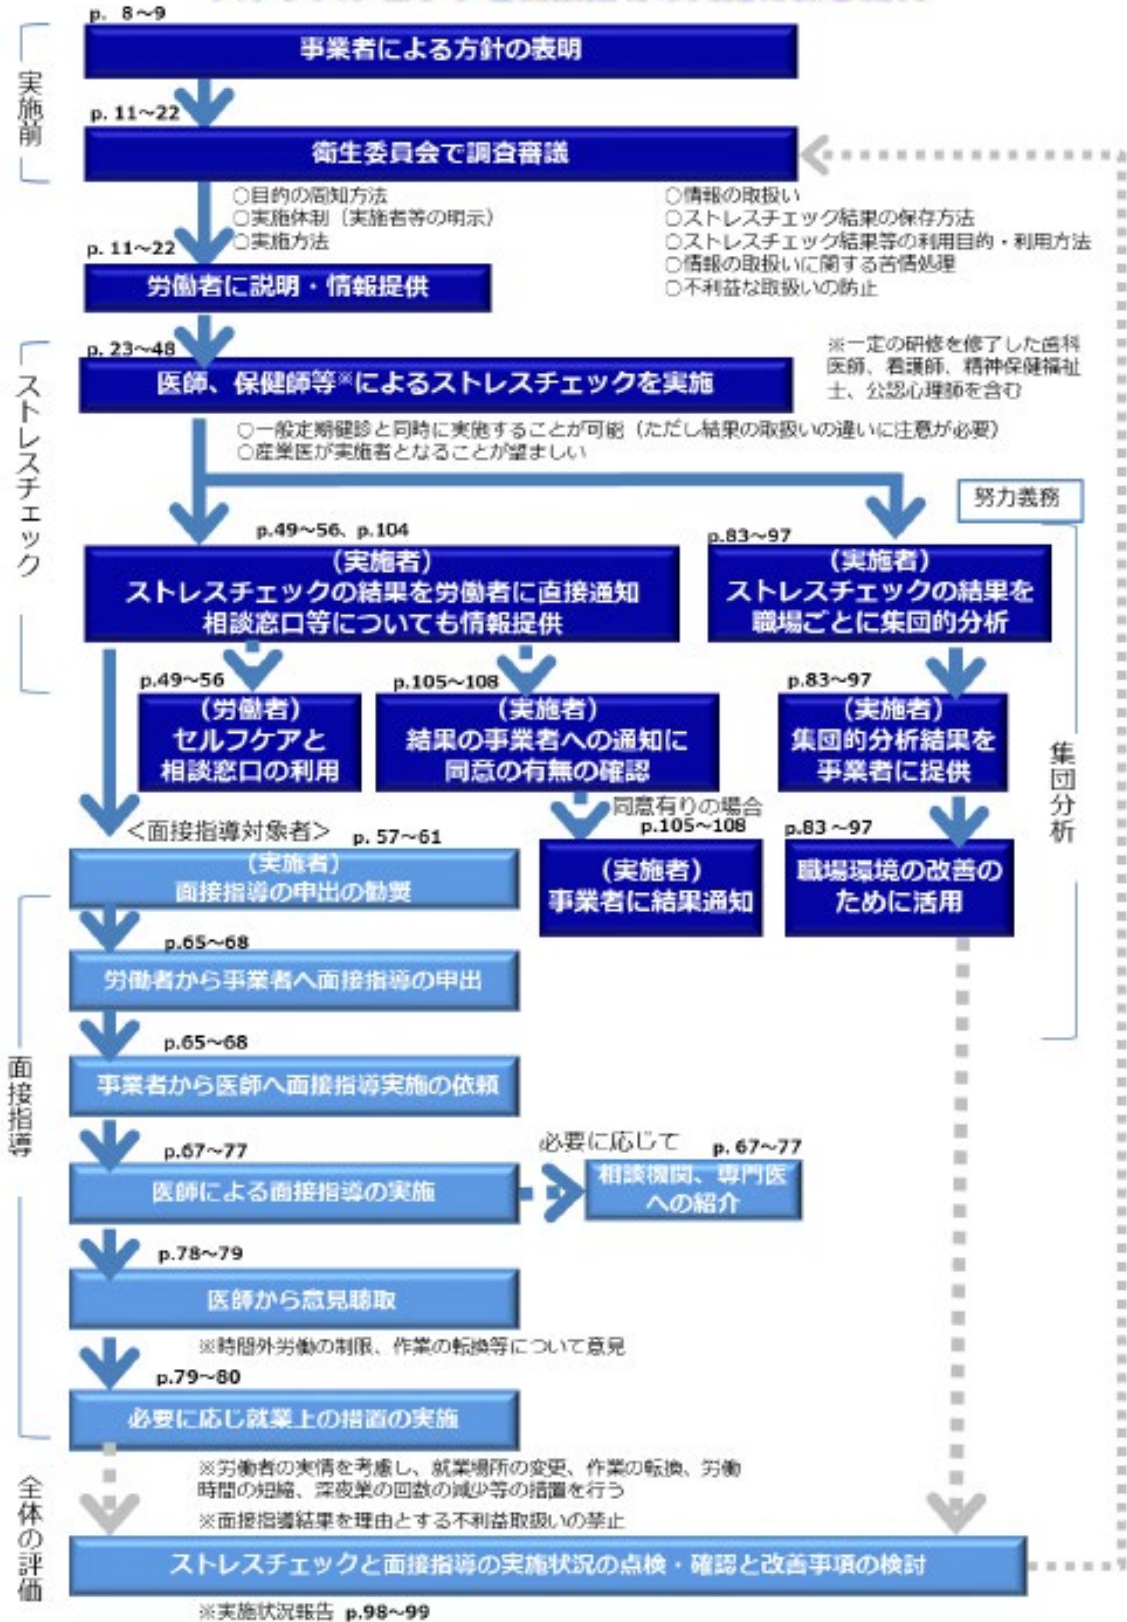 p. 8～9
事業者による方針の表明
実施前
p. 11～22
衛生委員会で調査審議
○目的の周知方法
○実施体制（実施者等の明示）
○実施方法
○情報の取扱い
○ストレスチェック結果の保存方法
○ストレスチェック結果等の利用目的・利用方法
○情報の取扱いに関する苦情処理
○不利益な取扱いの防止
p. 11～22
労働者に説明・情報提供
ストレスチェック
p. 23～48
医師、保健師等※によるストレスチェックを実施
※一定の研修を修了した歯科
医師、看護師、精神保健福祉
士、公認心理師を含む
○一般定期健診と同時に実施することが可能（ただし結果の取扱いの違いに注意が必要）
○産業医が実施者となることが望ましい
努力義務
p.49～56、p.104
（実施者）
ストレスチェックの結果を労働者に直接通知
相談窓口等についても情報提供
p.83～97
（実施者）
ストレスチェックの結果を
職場ごとに集団的分析
p.49～56
（労働者）
セルフケアと
相談窓口の利用
p.105～108
（実施者）
結果の事業者への通知に
同意の有無の確認
p.83～97
（実施者）
集団的分析結果を
事業者に提供
集団分析
同意有りの場合
p.105～108
（実施者）
事業者に結果通知
p.83～97
職場環境の改善の
ために活用
＜面接指導対象者＞
p. 57～61
（実施者）
面接指導の申出の勧奨
面接指導
p.65～68
労働者から事業者へ面接指導の申出
p.65～68
事業者から医師へ面接指導実施の依頼
p.67～77
医師による面接指導の実施
必要に応じて
p. 67～77
相談機関、専門医
への紹介
p.78～79
医師から意見聴取
※時間外労働の制限、作業の転換等について意見
p.79～80
必要に応じ就業上の措置の実施
※労働者の実情を考慮し、就業場所の変更、作業の転換、労働
時間の短縮、深夜業の回数の減少等の措置を行う
※面接指導結果を理由とする不利益取扱いの禁止
全体の評価
ストレスチェックと面接指導の実施状況の点検・確認と改善事項の検討
※実施状況報告 p.98～99